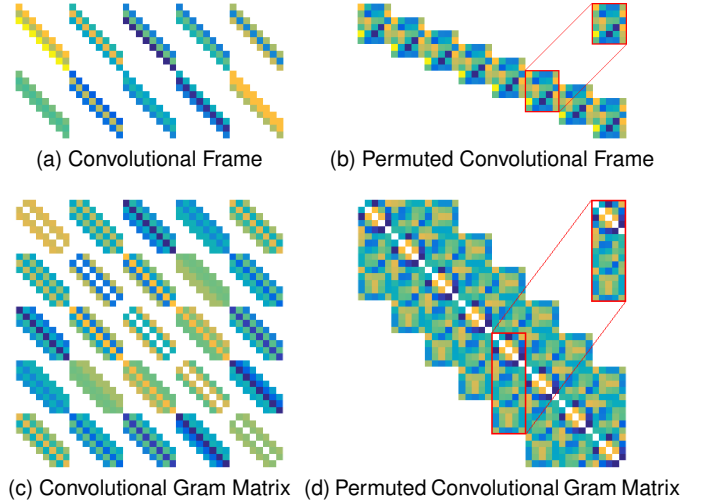 (a) Convolutional Frame
(b) Permuted Convolutional Frame
(c) Convolutional Gram Matrix
(d) Permuted Convolutional Gram Matrix